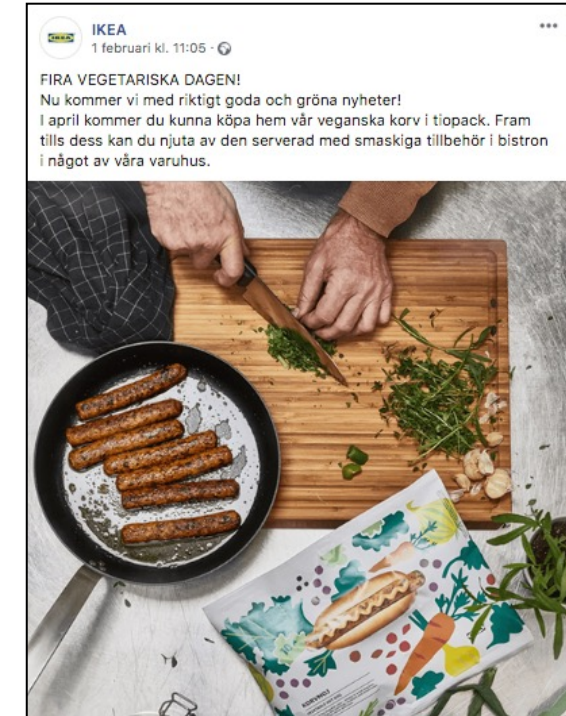 IKEA
IKEA
1 februari kl. 11:05 ·
FIRA VEGETARISKA DAGEN!
Nu kommer vi med riktigt goda och gröna nyheter!
I april kommer du kunna köpa hem vår veganska korv i tiopack. Fram
tills dess kan du njuta av den serverad med smaskiga tillbehör i bistron
i något av våra varuhus.
KORVMOJ